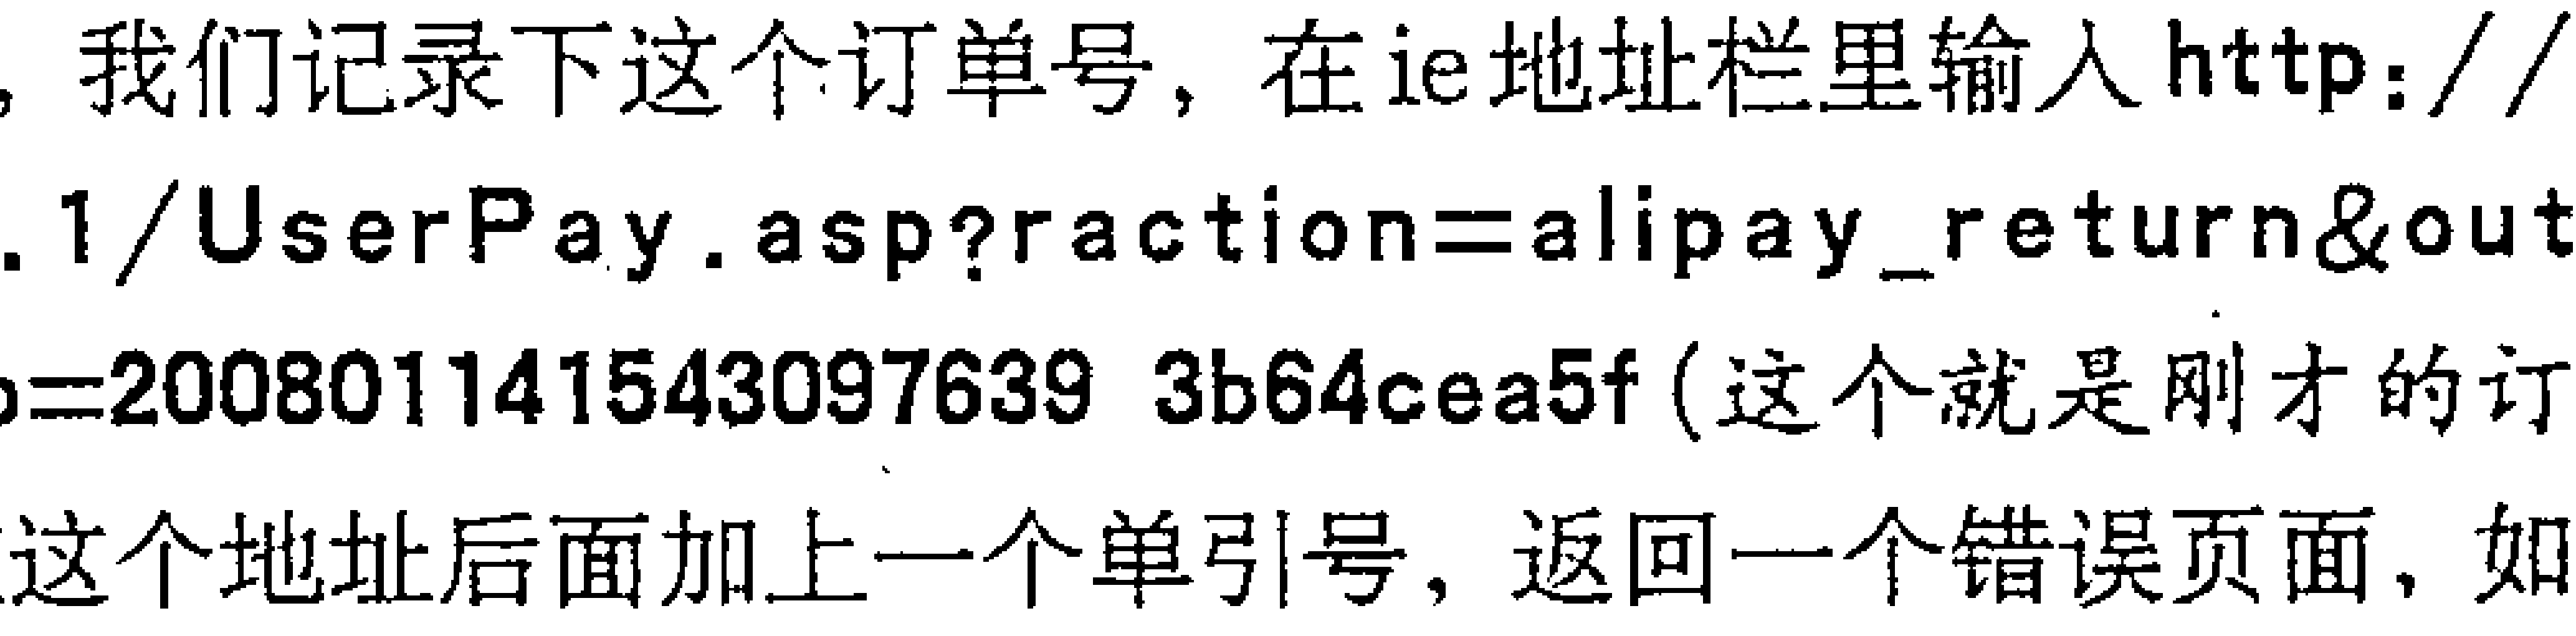 ,我们记录下这个订单号,在ie地址栏里输入http://
.1/UserPay.asp?raction=alipay_return&out
o=200801141543097639 3b64cea5f(这个就是刚才的订
这个地址后面加上一个单引号,返回一个错误页面,如